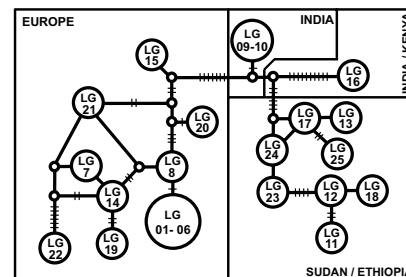 EUROPE
INDIA
INDIA / KENYA
LG
15
LG
09-10
LG
16
LG
21
LG
20
LG
17
LG
13
LG
7
LG
8
LG
24
LG
25
LG
14
LG
01- 06
LG
23
LG
12
LG
18
LG
22
LG
19
LG
11
SUDAN / ETHIOPIA